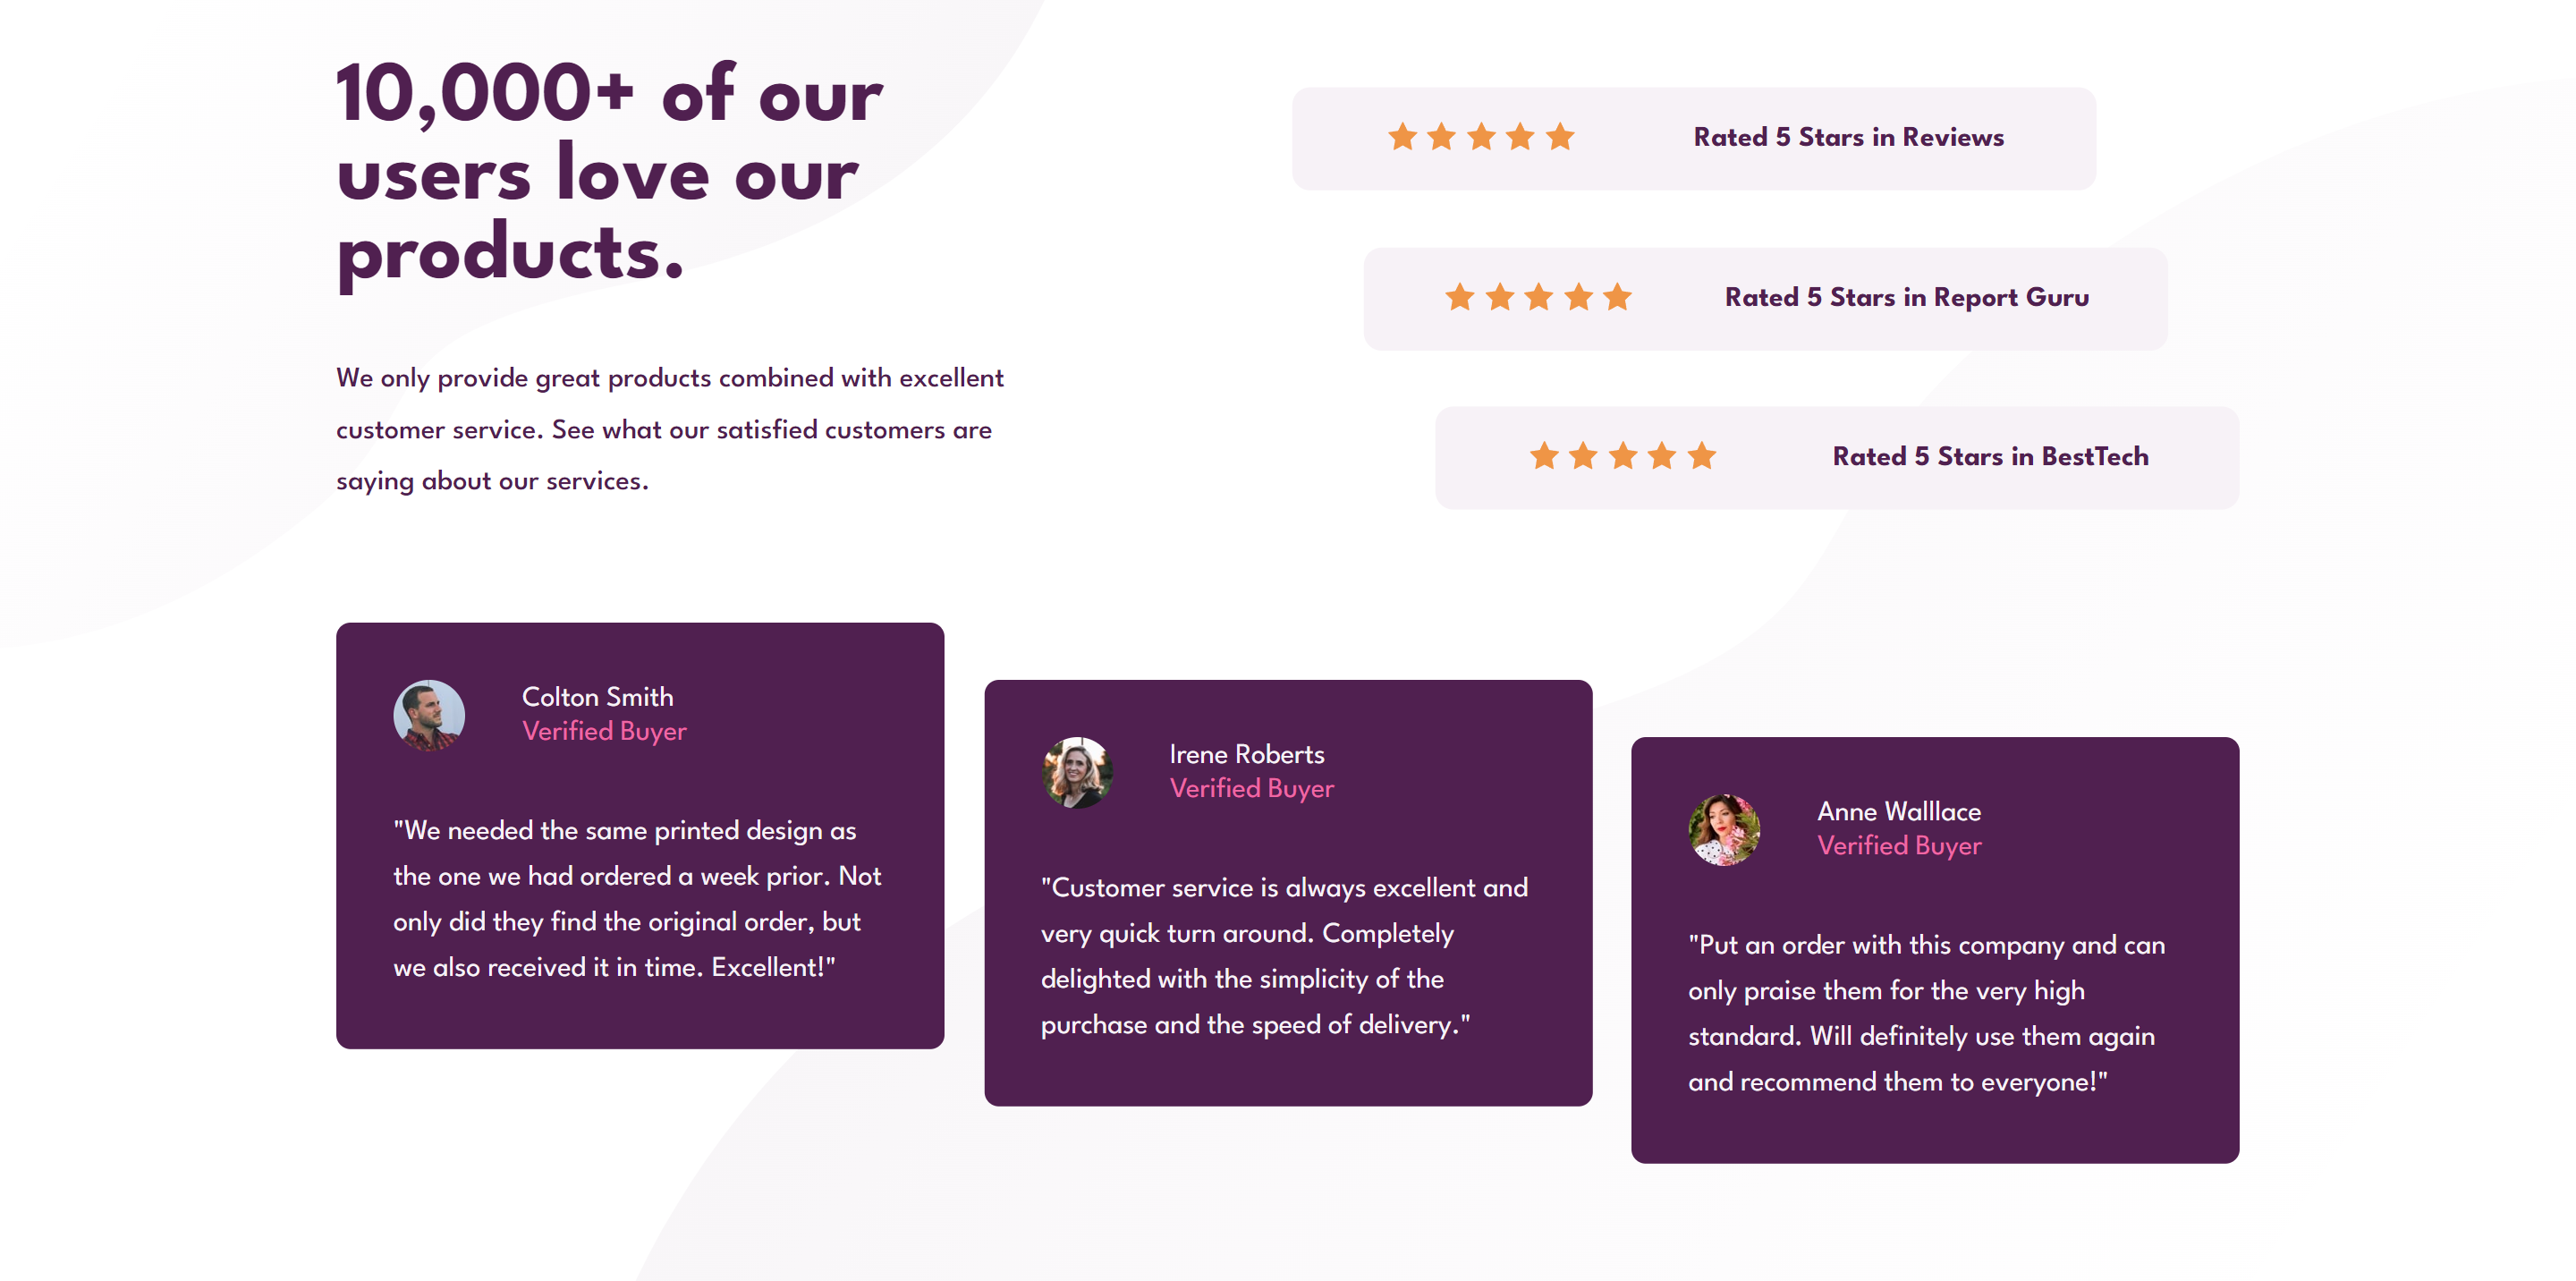 10,000+ of our
users love our
products.
We only provide great products combined with excellent
customer service. See what our satisfied customers are
saying about our services.
Rated 5 Stars in Reviews
Rated 5 Stars in Report Guru
Rated 5 Stars in BestTech
Colton Smith
Verified Buyer
"We needed the same printed design as
the one we had ordered a week prior. Not
only did they find the original order, but
we also received it in time. Excellent!"
Irene Roberts
Verified Buyer
"Customer service is always excellent and
very quick turn around. Completely
delighted with the simplicity of the
purchase and the speed of delivery."
Anne Walllace
Verified Buyer
"Put an order with this company and can
only praise them for the very high
standard. Will definitely use them again
and recommend them to everyone!"